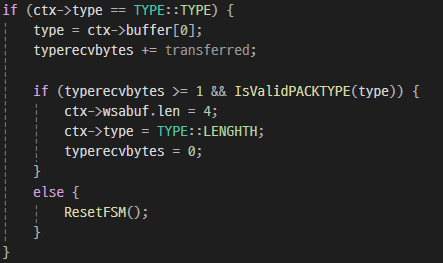 if (ctx->type == TYPE::TYPE) {
    type = ctx->buffer[0];
    typerecvbytes += transferred;

    if (typerecvbytes >= 1 && IsValidPACKTYPE(type)) {
        ctx->wsabuf.len = 4;
        ctx->type = TYPE::LENGHTH;
        typerecvbytes = 0;
    }
    else {
        ResetFSM();
    }
}